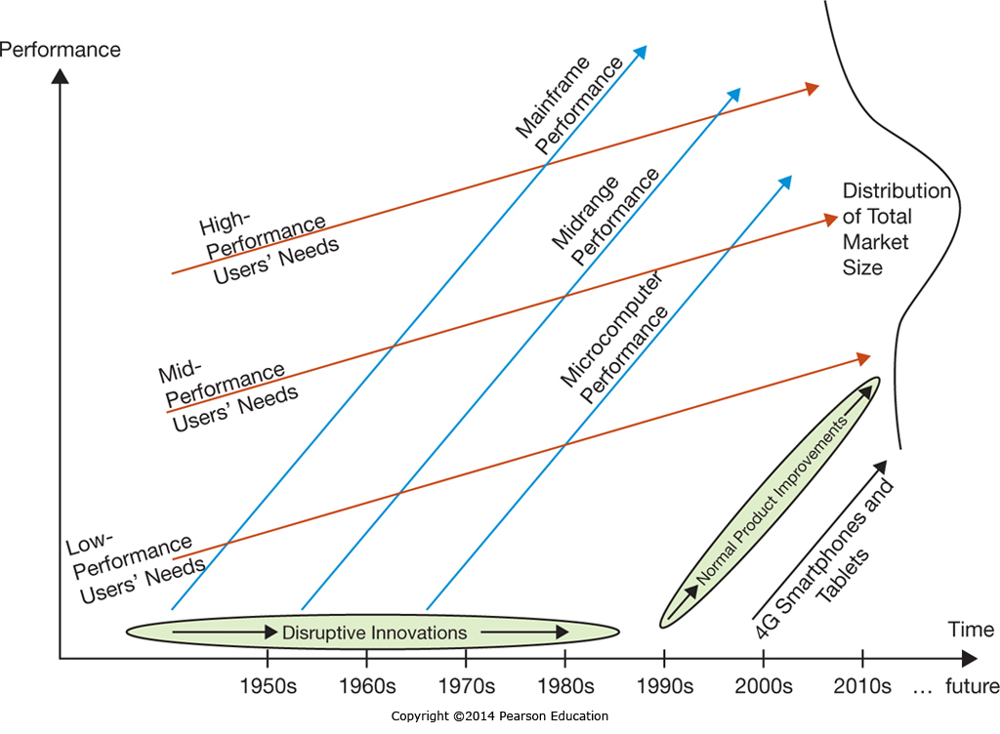 Performance
Mainframe
Performance
High-
Performance
Users' Needs
Midrange
Performance
Distribution
of Total
Market
Size
Microcomputer
Performance
Mid-
Performance
Users' Needs
Low-
Performance
Users' Needs
Normal Product Improvements
4G Smartphones and
Tablets
Disruptive Innovations
Time
1950s 1960s 1970s 1980s 1990s 2000s 2010s ... future
Copyright ©2014 Pearson Education